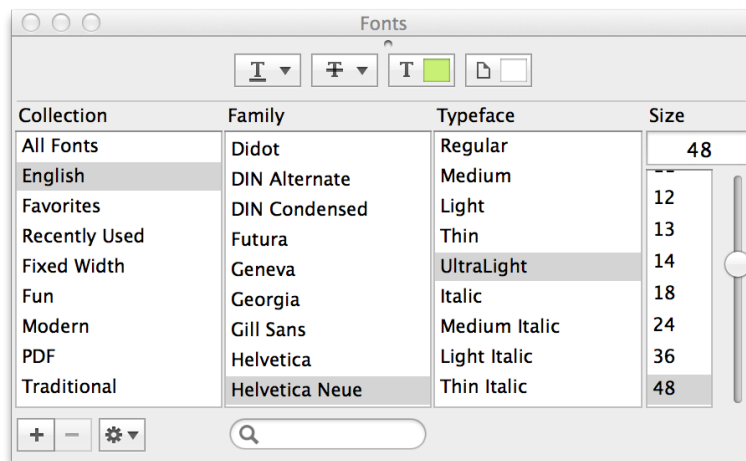 Fonts
T T T
Collection Family Typeface Size
All Fonts
English
Favorites
Recently Used
Fixed Width
Fun
Modern
PDF
Traditional
Didot
DIN Alternate
DIN Condensed
Futura
Geneva
Georgia
Gill Sans
Helvetica
Helvetica Neue
Regular
Medium
Light
Thin
UltraLight
Italic
Medium Italic
Light Italic
Thin Italic
48
12
13
14
18
24
36
48